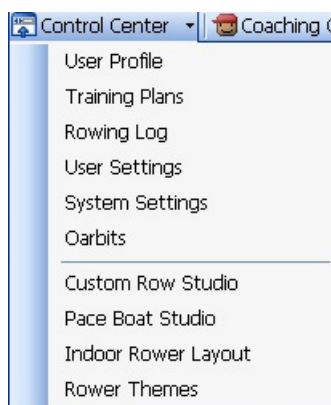 Control Center Coaching
User Profile
Training Plans
Rowing Log
User Settings
System Settings
Oarbits
Custom Row Studio
Pace Boat Studio
Indoor Rower Layout
Rower Themes